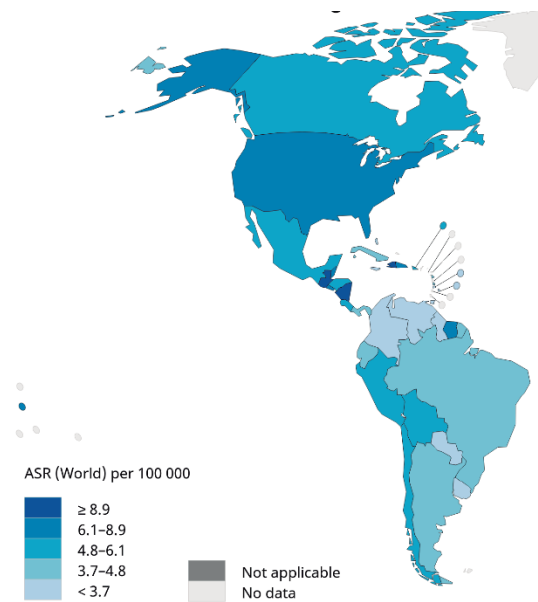 ASR (World) per 100 000
≥ 8.9
6.1–8.9
4.8–6.1
3.7–4.8
< 3.7
Not applicable
No data